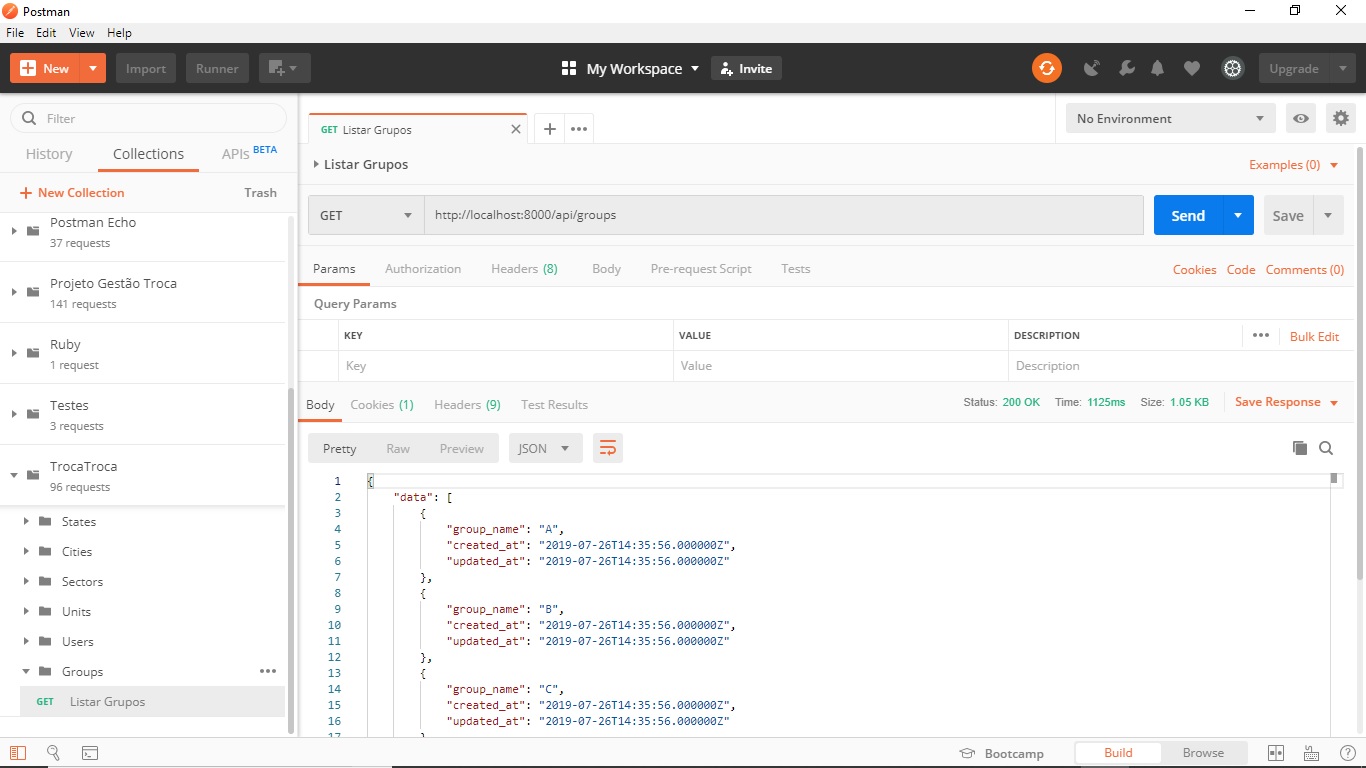 Postman
File Edit View Help
New Import Runner My Workspace Invite Upgrade
Filter
History Collections APIs BETA
New Collection Trash
Postman Echo
37 requests
Projeto Gestão Troca
141 requests
Ruby
1 request
Testes
3 requests
TrocaTroca
96 requests
States
Cities
Sectors
Units
Users
Groups
GET Listar Grupos
GET Listar Grupos
No Environment
Listar Grupos Examples (0)
GET http://localhost:8000/api/groups Send Save
Params Authorization Headers (8) Body Pre-request Script Tests Cookies Code Comments (0)
Query Params
KEY VALUE DESCRIPTION Bulk Edit
Key Value Description
Body Cookies (1) Headers (9) Test Results Status: 200 OK Time: 1125ms Size: 1.05 KB Save Response
Pretty Raw Preview JSON
1 {
2 "data": [
3 {
4 "group_name": "A",
5 "created_at": "2019-07-26T14:35:56.000000Z",
6 "updated_at": "2019-07-26T14:35:56.000000Z"
7 },
8 {
9 "group_name": "B",
10 "created_at": "2019-07-26T14:35:56.000000Z",
11 "updated_at": "2019-07-26T14:35:56.000000Z"
12 },
13 {
14 "group_name": "C",
15 "created_at": "2019-07-26T14:35:56.000000Z",
16 "updated_at": "2019-07-26T14:35:56.000000Z"
Bootcamp Build Browse